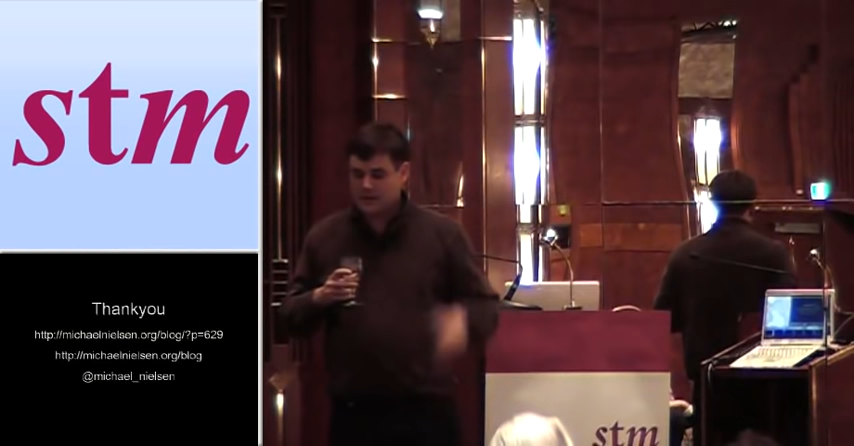 stm
Thankyou
http://michaelnielsen.org/blog/?p=629
http://michaelnielsen.org/blog
@michael_nielsen
stm